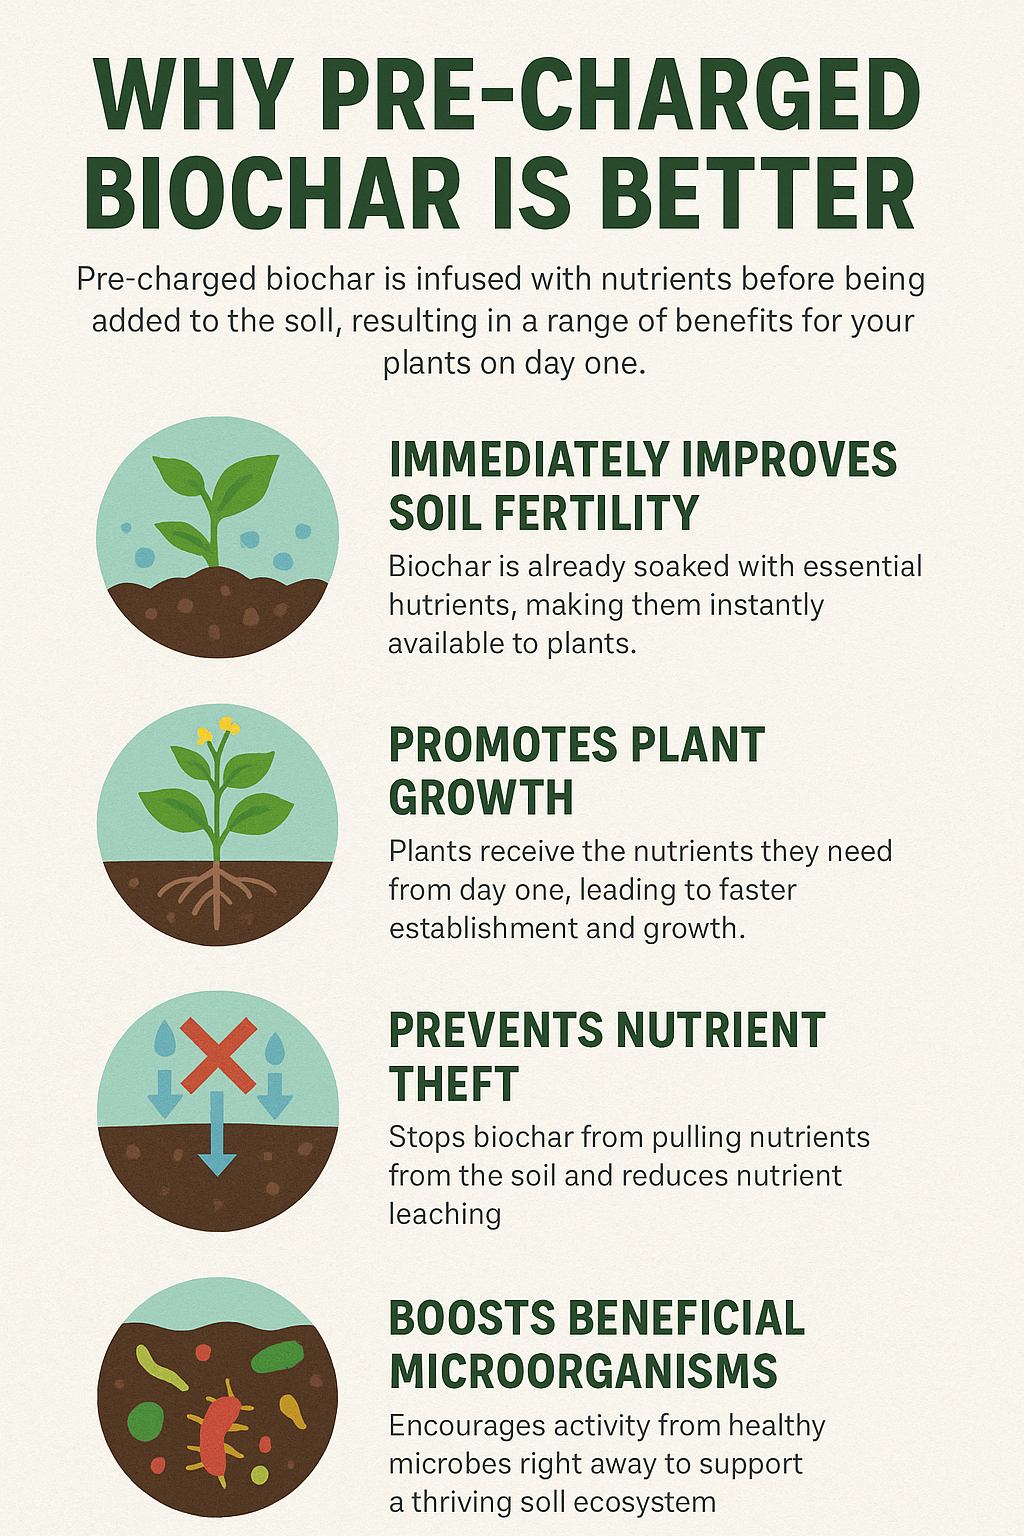 WHY PRE-CHARGED
BIOCHAR IS BETTER
Pre-charged biochar is infused with nutrients before being
added to the soll, resulting in a range of benefits for your
plants on day one.
IMMEDIATELY IMPROVES
SOIL FERTILITY
Biochar is already soaked with essential
hutrients, making them instantly
available to plants.
PROMOTES PLANT
GROWTH
Plants receive the nutrients they need
from day one, leading to faster
establishment and growth.
PREVENTS NUTRIENT
THEFT
Stops biochar from pulling nutrients
from the soil and reduces nutrient
leaching
BOOSTS BENEFICIAL
MICROORGANISMS
Encourages activity from healthy
microbes right away to support
a thriving soll ecosystem